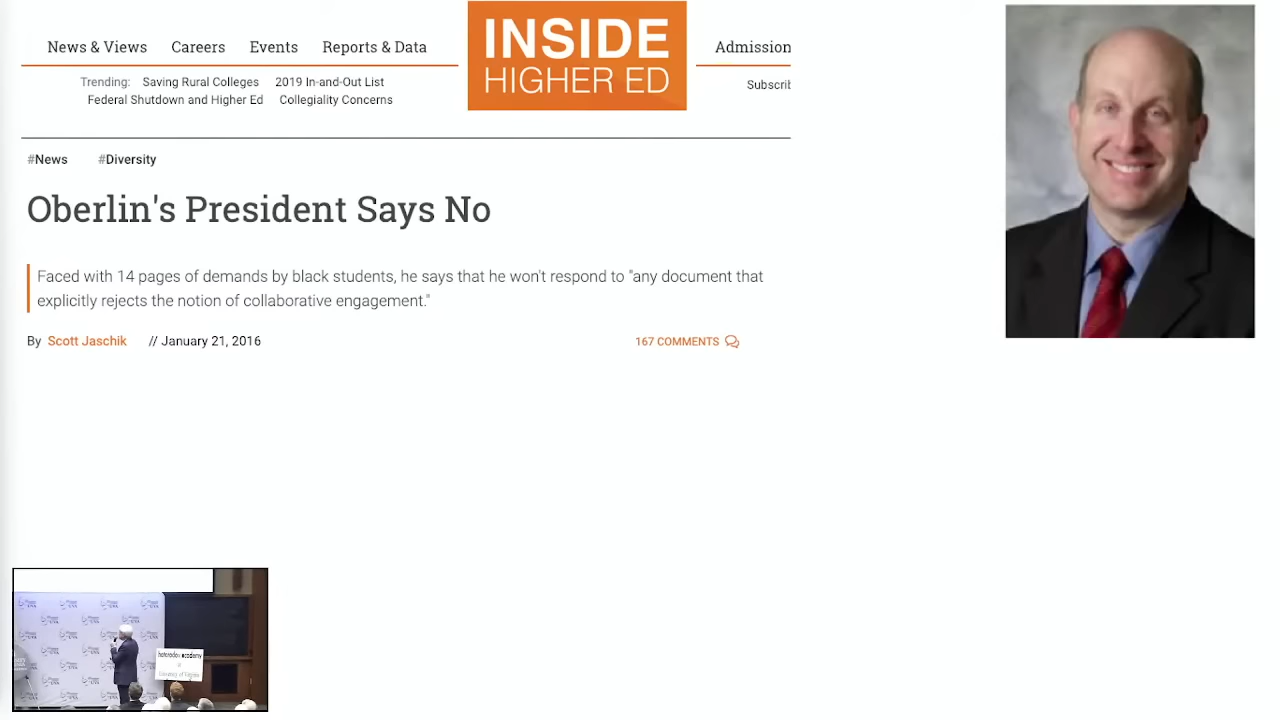 News & Views Careers Events Reports & Data
INSIDE
HIGHER ED
Admission
Trending: Saving Rural Colleges 2019 In-and-Out List
Federal Shutdown and Higher Ed Collegiality Concerns
Subscrib
#News #Diversity
Oberlin's President Says No
Faced with 14 pages of demands by black students, he says that he won't respond to "any document that
explicitly rejects the notion of collaborative engagement."
By Scott Jaschik // January 21, 2016
167 COMMENTS
heterodox academy